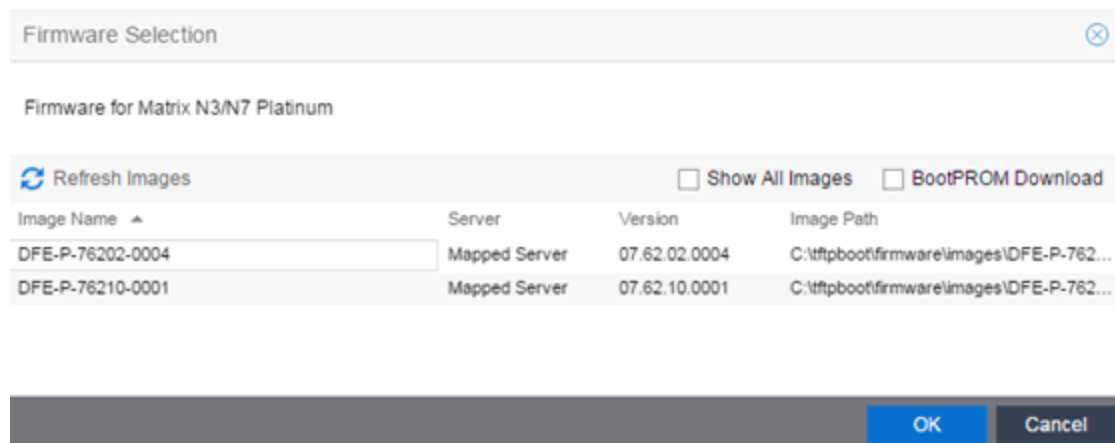 Firmware Selection
Firmware for Matrix N3/N7 Platinum
Refresh Images Show All Images BootPROM Download
Image Name Server Version Image Path
DFE-P-76202-0004 Mapped Server 07.62.02.0004 C:\tftpboot\firmware\images\DFE-P-762...
DFE-P-76210-0001 Mapped Server 07.62.10.0001 C:\tftpboot\firmware\images\DFE-P-762...
OK Cancel